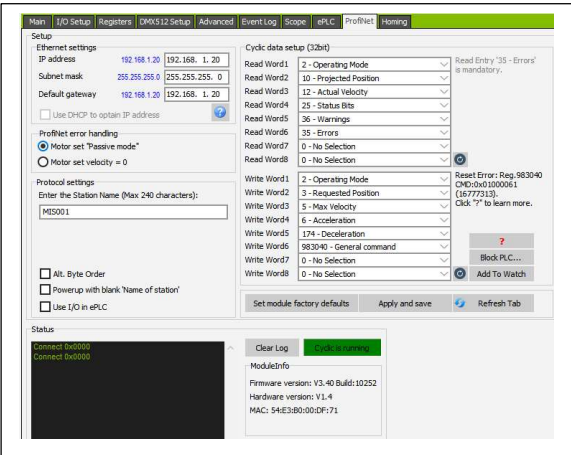 Main I/O Setup Registers DMX512 Setup Advanced Event Log Scope ePLC ProfiNet Homing
Setup
Ethernet settings
IP address 192.168.1.20 192.168. 1. 20
Subnet mask 255.255.255.0 255.255.255. 0
Default gateway 192.168.1.20 192.168. 1. 20
Use DHCP to optain IP address
ProfiNet error handling
Motor set "Passive mode"
Motor set velocity = 0
Protocol settings
Enter the Station Name (Max 240 characters):
MIS001
Alt. Byte Order
Powerup with blank 'Name of station'
Use I/O in ePLC
Cyclic data setup (32bit)
Read Word1 2 - Operating Mode
Read Word2 10 - Projected Position
Read Word3 12 - Actual Velocity
Read Word4 25 - Status Bits
Read Word5 36 - Warnings
Read Word6 35 - Errors
Read Word7 0 - No Selection
Read Word8 0 - No Selection
Read Entry '35 - Errors'
is mandatory.
Write Word1 2 - Operating Mode
Write Word2 3 - Requested Position
Write Word3 5 - Max Velocity
Write Word4 6 - Acceleration
Write Word5 174 - Deceleration
Write Word6 983040 - General command
Write Word7 0 - No Selection
Write Word8 0 - No Selection
Reset Error: Reg.983040
CMD:0x01000061
(16777313).
Click "?" to learn more.
?
Block PLC...
Add To Watch
Set module factory defaults Apply and save Refresh Tab
Status
Connect 0x0000
Connect 0x0000
Clear Log Cyclic is running
ModuleInfo
Firmware version: V3.40 Build:10252
Hardware version: V1.4
MAC: 54:E3:B0:00:DF:71